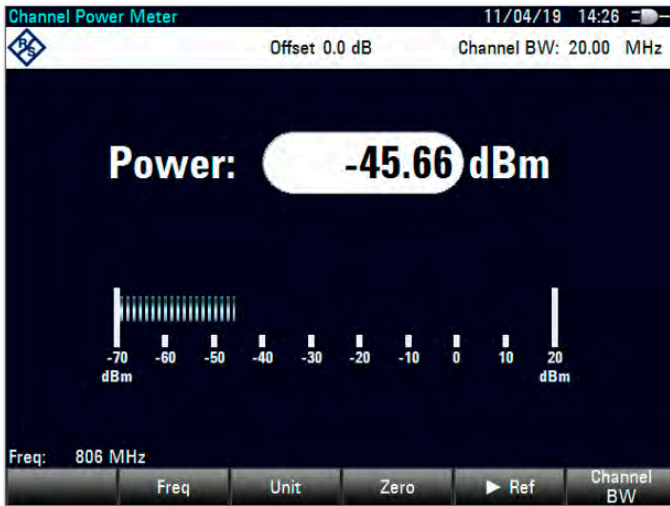 Channel Power Meter 11/04/19 14:26
R&S Offset 0.0 dB Channel BW: 20.00 MHz
Power: -45.66 dBm
-70 -60 -50 -40 -30 -20 -10 0 10 20
dBm dBm
Freq: 806 MHz
Freq Unit Zero ► Ref Channel BW